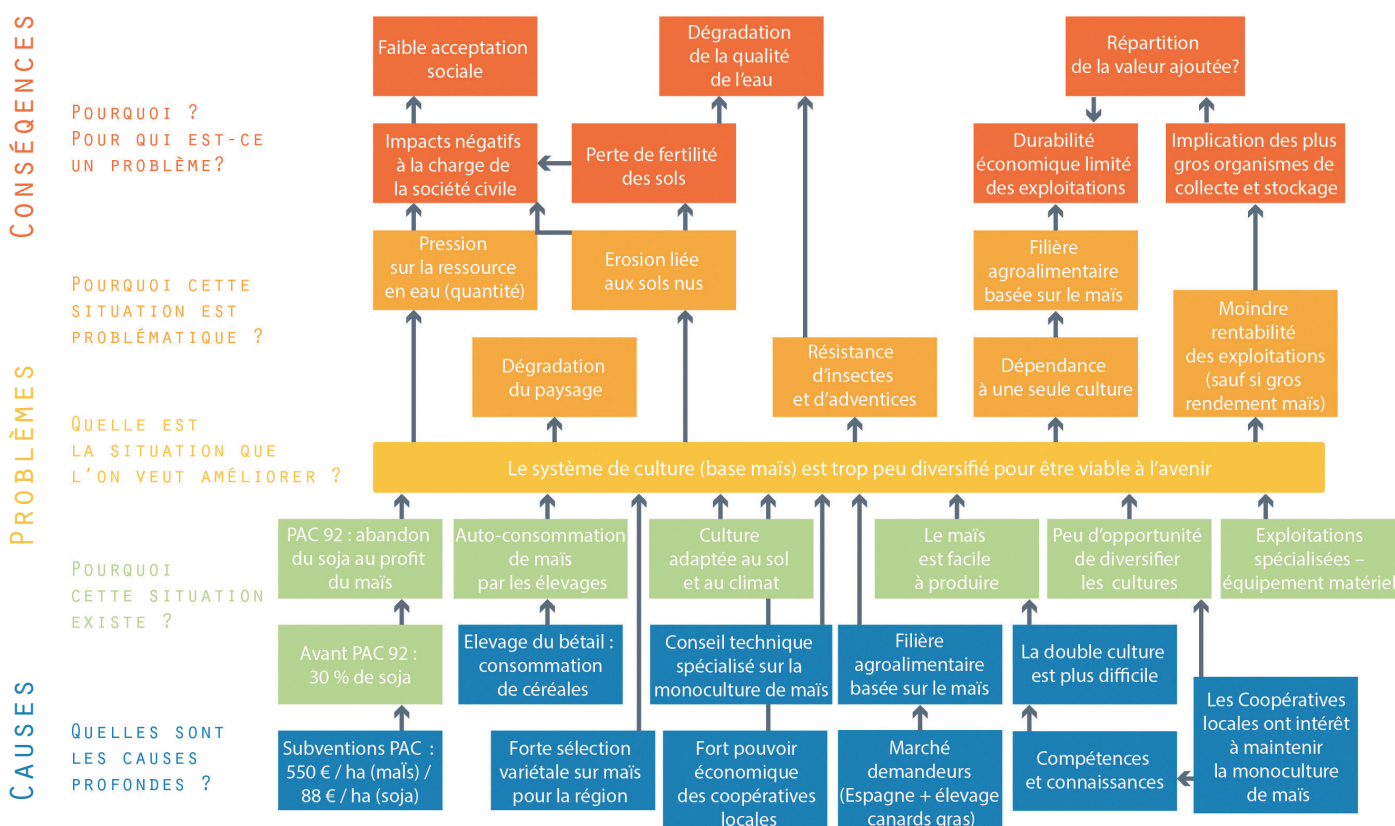 CONSÉQENCES
POURQUOI ?
POUR QUI EST-CE
UN PROBLÈME?
Faible acceptation
sociale
Dégradation
de la qualité
de l’eau
Répartition
de la valeur ajoutée?
Impacts négatifs
à la charge de
la société civile
Perte de fertilité
des sols
Durabilité
économique limité
des exploitations
Implication des plus
gros organismes de
collecte et stockage
PROBLÈMES
POURQUOI CETTE
SITUATION EST
PROBLÉMATIQUE ?
Pression
sur la ressource
en eau (quantité)
Erosion liée
aux sols nus
Filière
agroalimentaire
basée sur le maïs
Moindre
rentabilité
des exploitations
(sauf si gros
rendement maïs)
Dégradation
du paysage
Résistance
d’insectes
et d’adventices
Dépendance
à une seule culture
QUELLE EST
LA SITUATION QUE
L’ON VEUT AMÉLIORER ?
Le système de culture (base maïs) est trop peu diversifié pour être viable à l’avenir
POURQUOI
CETTE SITUATION
EXISTE ?
PAC 92 : abandon
du soja au profit
du maïs
Auto-consommation
de maïs
par les élevages
Culture
adaptée au sol
et au climat
Le maïs
est facile
à produire
Peu d’opportunité
de diversifier
les cultures
Exploitations
spécialisées –
équipement matériel
Avant PAC 92 :
30 % de soja
Elevage du bétail :
consommation
de céréales
Conseil technique
spécialisé sur la
monoculture de maïs
Filière
agroalimentaire
basée sur le maïs
La double culture
est plus difficile
Les Coopératives
locales ont intérêt
à maintenir
la monoculture
de maïs
CAUSES
QUELLES SONT
LES CAUSES
PROFONDES ?
Subventions PAC :
550 € / ha (maÏs) /
88 € / ha (soja)
Forte sélection
variétale sur maïs
pour la région
Fort pouvoir
économique
des coopératives
locales
Marché
demandeurs
(Espagne + élevage
canards gras)
Compétences
et connaissances